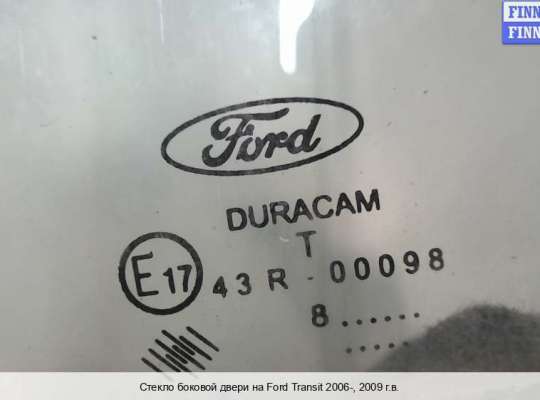 FINN
FINN
Ford
DURACAM
T
E17 43R-00098
8......
.....
Стекло боковой двери на Ford Transit 2006-, 2009 г.в.